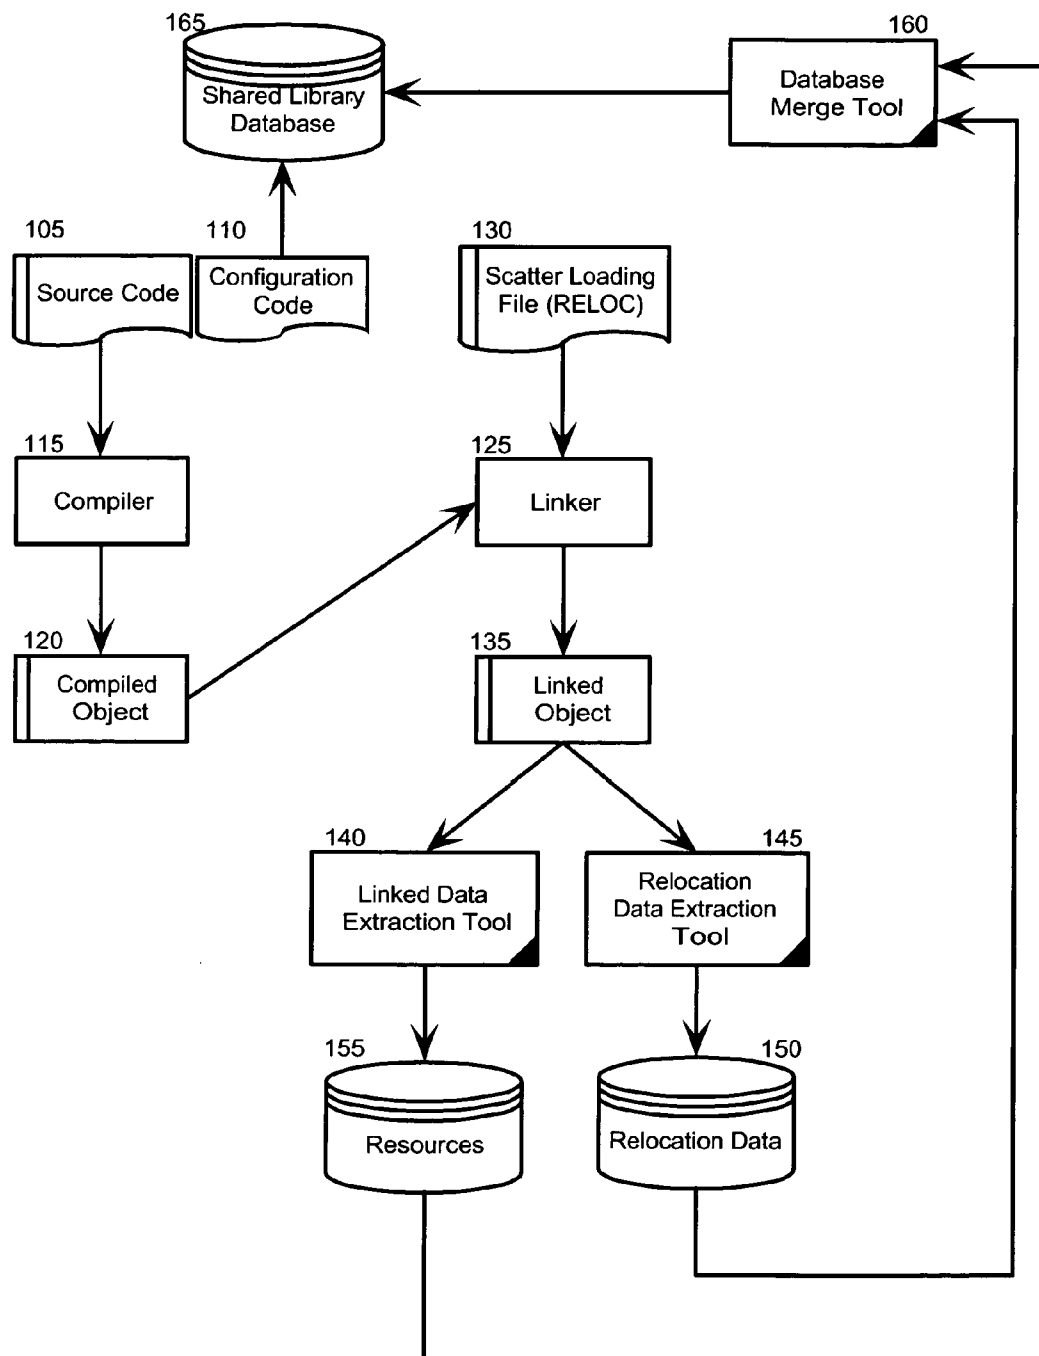 165
Shared Library
Database
160
Database
Merge Tool
105
Source Code
110
Configuration
Code
130
Scatter Loading
File (RELOC)
115
Compiler
125
Linker
120
Compiled
Object
135
Linked
Object
140
Linked Data
Extraction Tool
145
Relocation
Data Extraction
Tool
155
Resources
150
Relocation Data